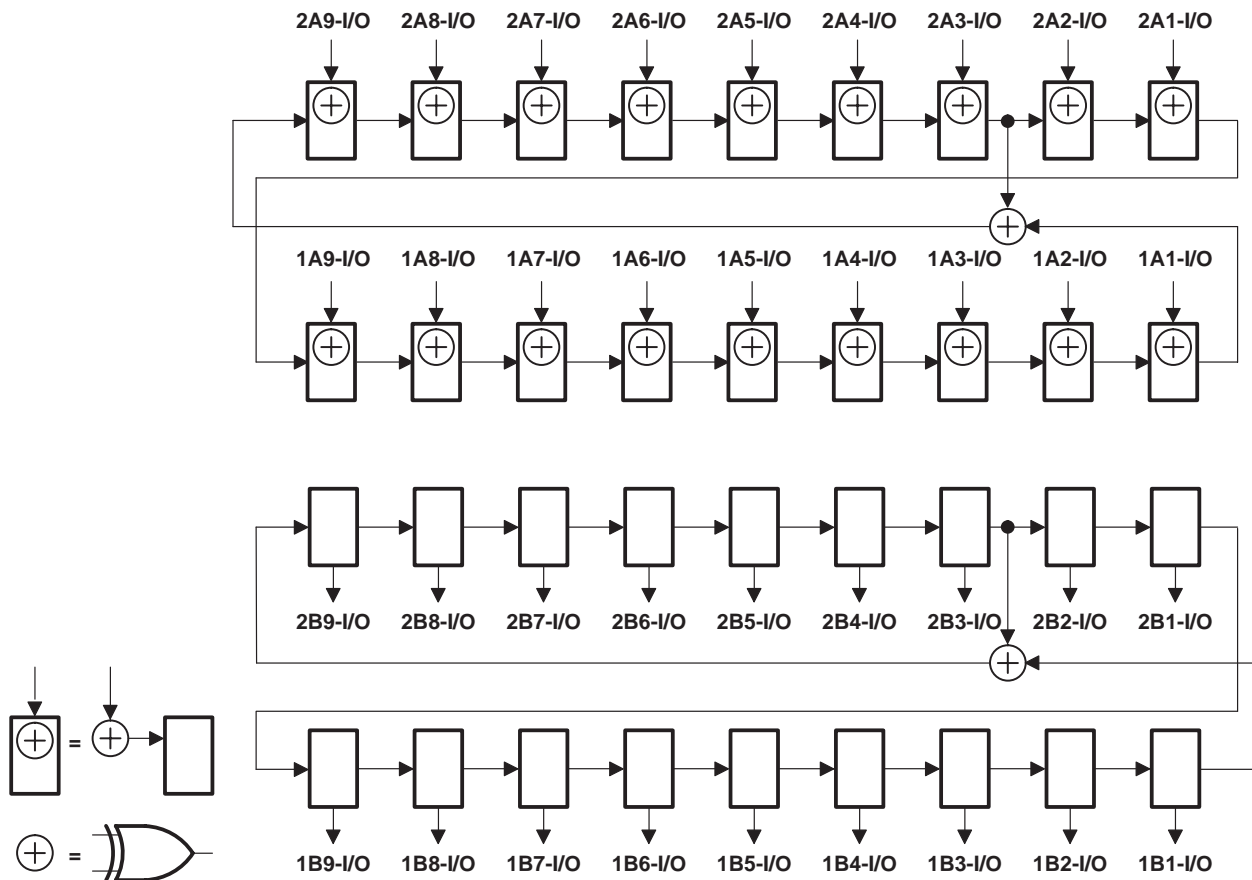 2A9-I/O 2A8-I/O 2A7-I/O 2A6-I/O 2A5-I/O 2A4-I/O 2A3-I/O 2A2-I/O 2A1-I/O
1A9-I/O 1A8-I/O 1A7-I/O 1A6-I/O 1A5-I/O 1A4-I/O 1A3-I/O 1A2-I/O 1A1-I/O
2B9-I/O 2B8-I/O 2B7-I/O 2B6-I/O 2B5-I/O 2B4-I/O 2B3-I/O 2B2-I/O 2B1-I/O
=
=
1B9-I/O 1B8-I/O 1B7-I/O 1B6-I/O 1B5-I/O 1B4-I/O 1B3-I/O 1B2-I/O 1B1-I/O